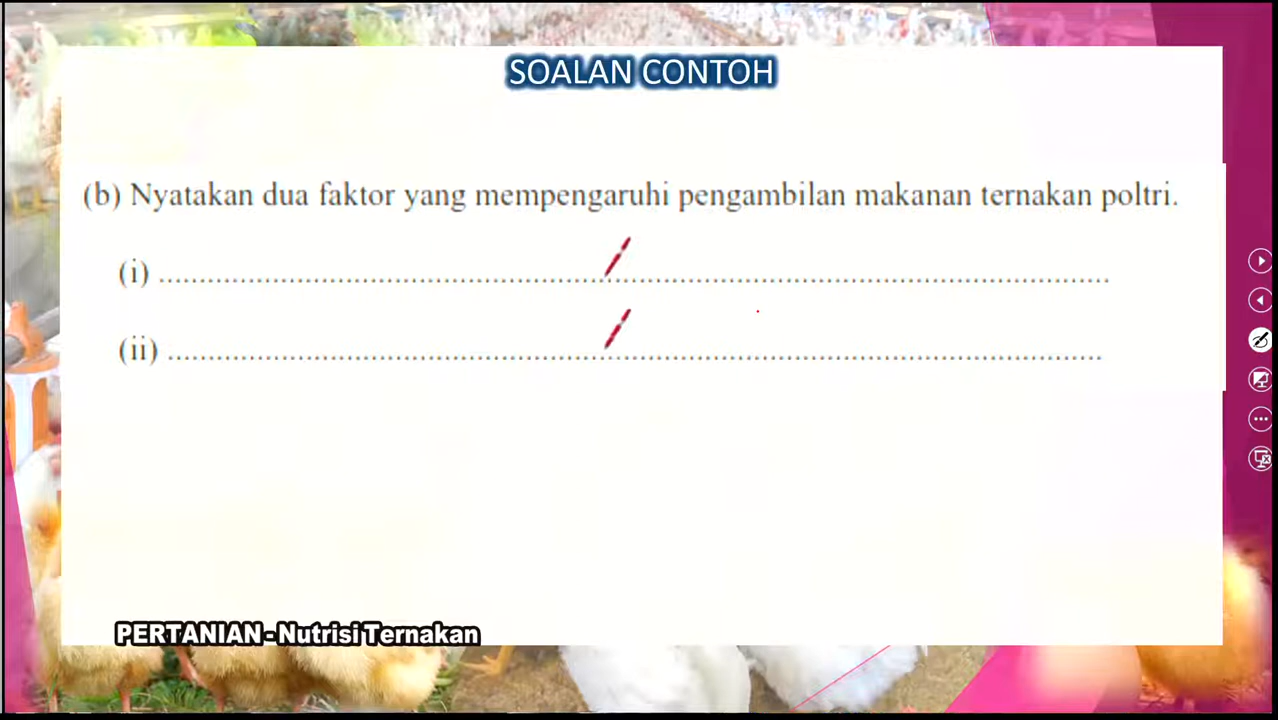 SOALAN CONTOH
(b) Nyatakan dua faktor yang mempengaruhi pengambilan makanan ternakan poltri.
(i) ................................................................................................
(ii) ...............................................................................................
PERTANIAN - Nutrisi Ternakan